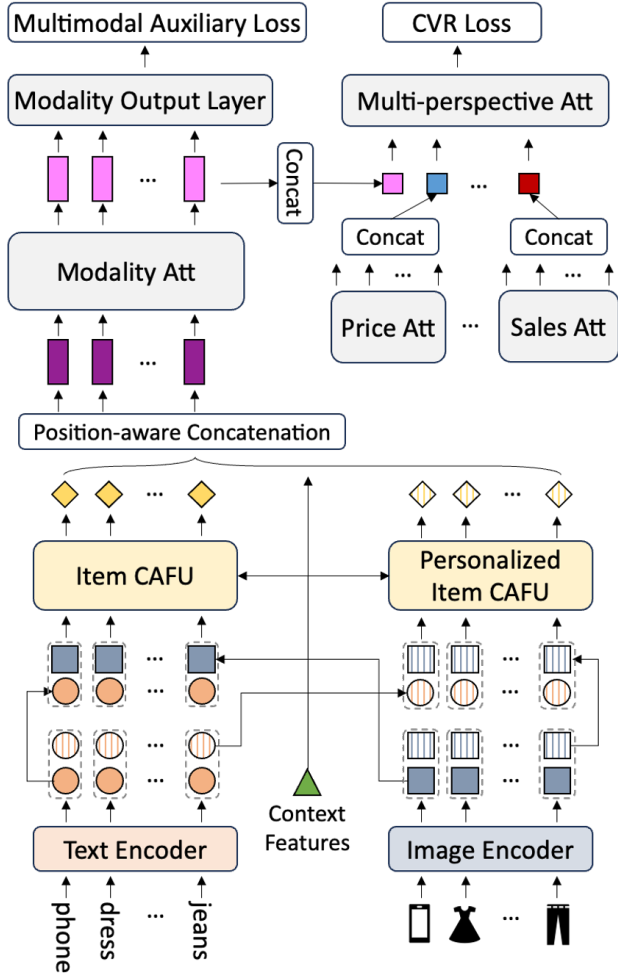 Multimodal Auxiliary Loss
CVR Loss
Modality Output Layer
Multi-perspective Att
...
Concat
...
Concat
Concat
Modality Att
...
...
Price Att
...
Sales Att
...
Position-aware Concatenation
...
...
Item CAFU
Personalized
Item CAFU
...
...
...
...
...
...
...
...
Context
Features
Text Encoder
Image Encoder
phone
dress
...
jeans
...